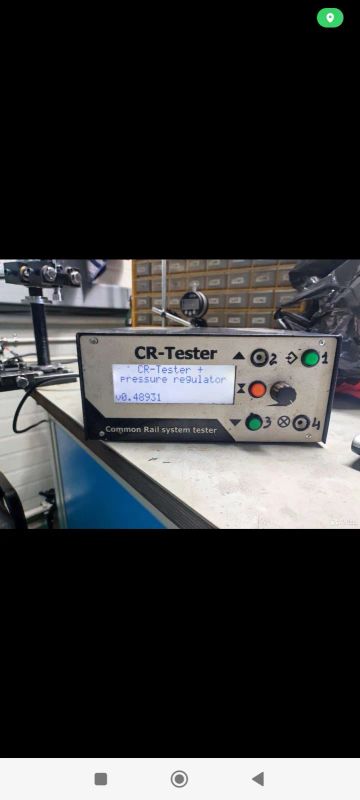 CR-Tester
CR-Tester +
pressure regulator
v0.48931
Common Rail system tester
2
1
3
4